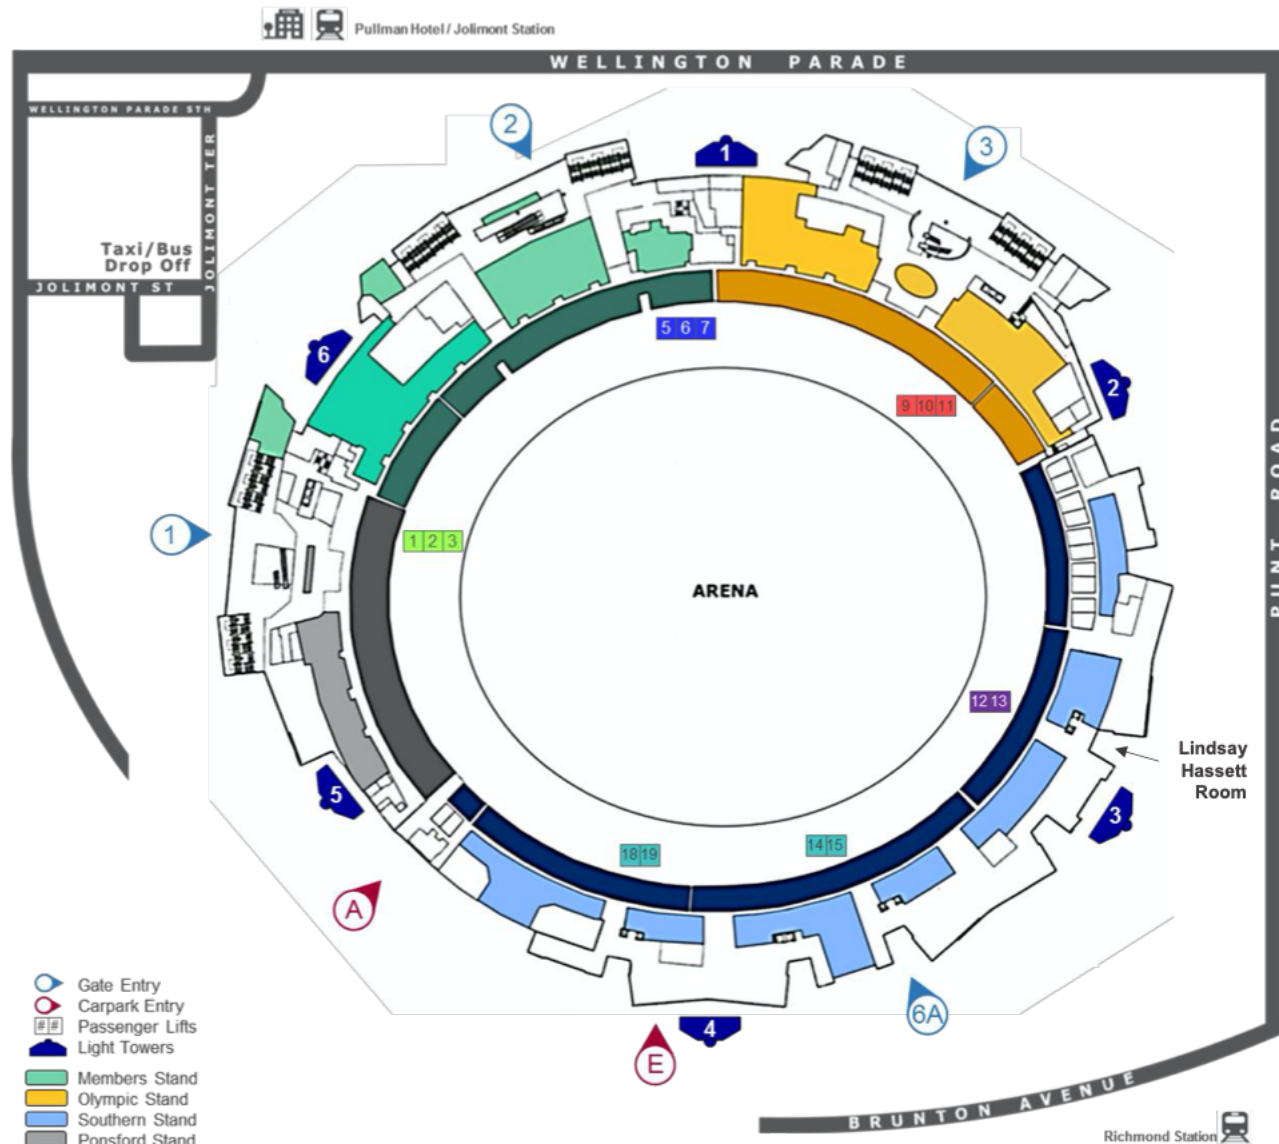 Pullman Hotel / Jolimont Station
WELLINGTON PARADE
WELLINGTON PARADE STH
JOLIMONT TER
Taxi/Bus
Drop Off
JOLIMONT ST
2
1
3
5 6 7
6
2
9 10 11
PUNT ROAD
1
1 2 3
ARENA
12 13
Lindsay
Hassett
Room
5
3
14 15
18 19
A
6A
4
E
Gate Entry
Carpark Entry
## Passenger Lifts
Light Towers
Members Stand
Olympic Stand
Southern Stand
Ponsford Stand
BRUNTON AVENUE
Richmond Station